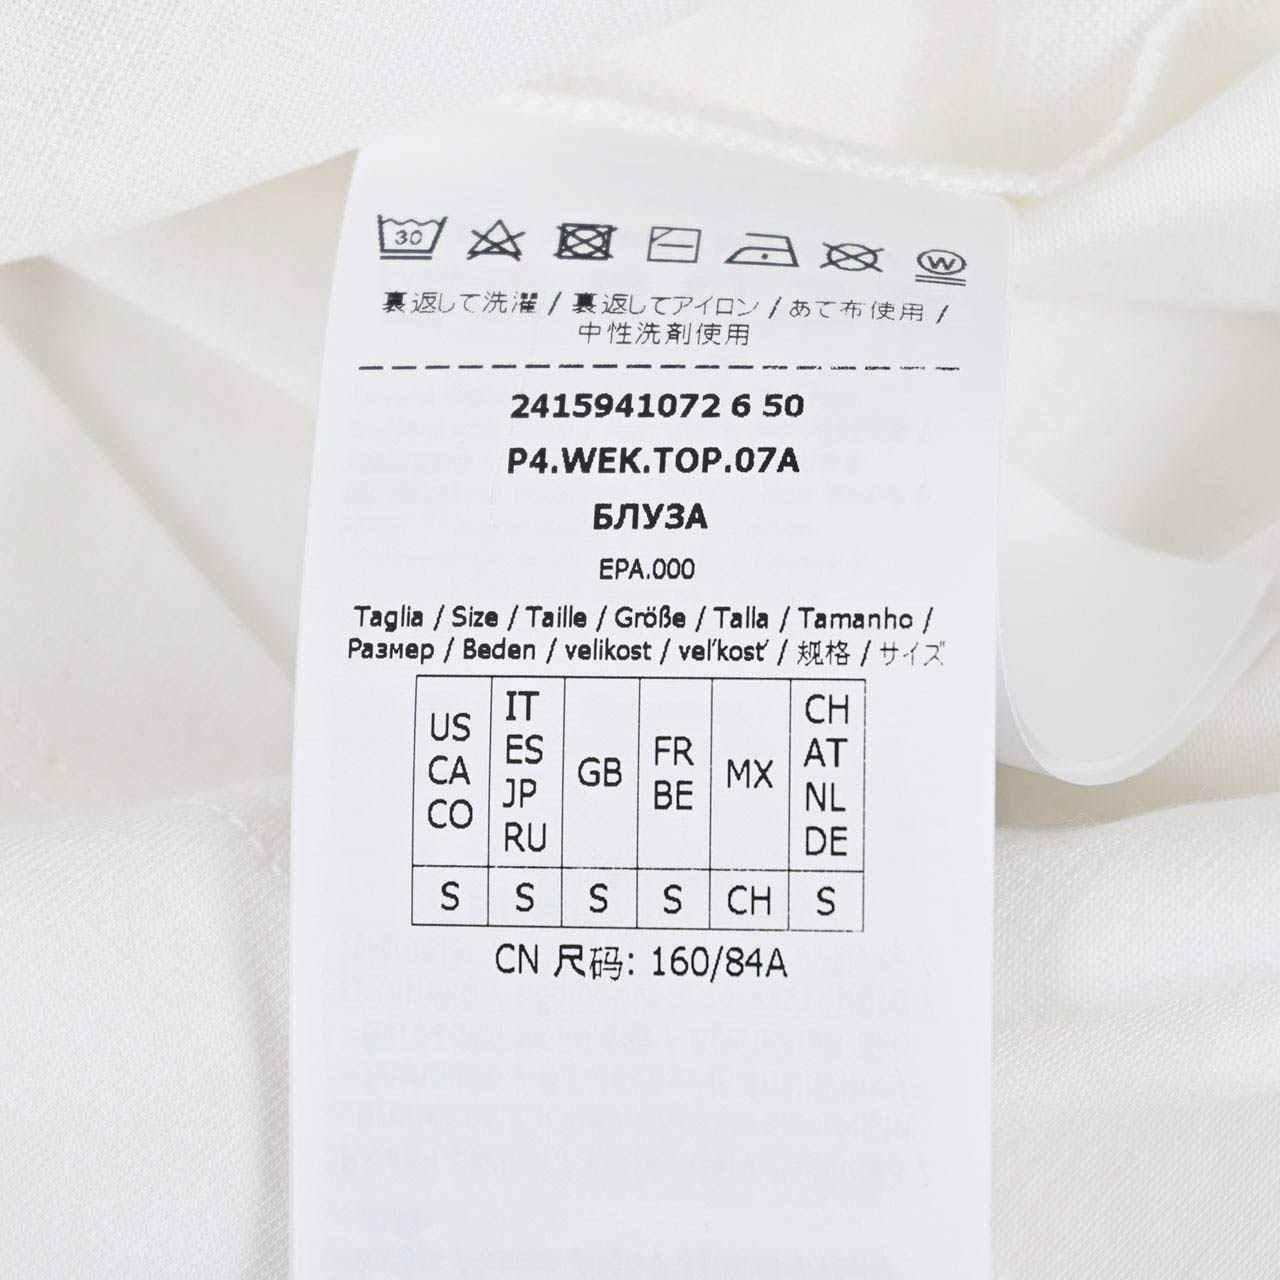 30
W
裏返して洗濯 / 裏返してアイロン / あて布使用 /
中性洗剤使用
2415941072 6 50
P4.WEK.TOP.07A
БЛУЗА
EPA.000
Taglia / Size / Taille / Größe / Talla / Tamanho /
Размер / Beden / velikost / veľkosť / 规格 / サイズ
US CA CO
IT ES JP RU
GB
FR BE
MX
CH AT NL DE
S S S S CH S
CN 尺码: 160/84A